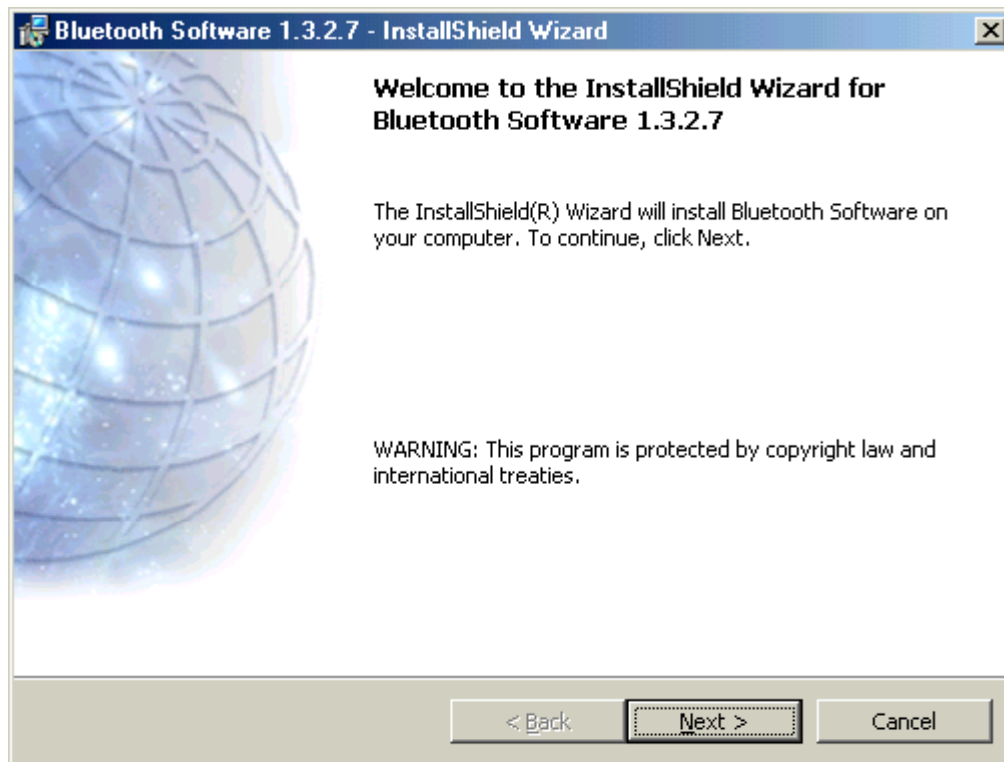 Bluetooth Software 1.3.2.7 - InstallShield Wizard
Welcome to the InstallShield Wizard for
Bluetooth Software 1.3.2.7
The InstallShield(R) Wizard will install Bluetooth Software on
your computer. To continue, click Next.
WARNING: This program is protected by copyright law and
international treaties.
< Back Next > Cancel